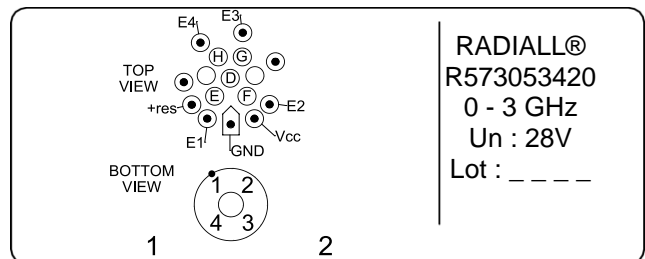 E4
E3
H G
TOP
VIEW
D
E F
+res
E2
E1
Vcc
GND
BOTTOM
VIEW
1 2
4 3
1
2
RADIALL®
R573053420
0 - 3 GHz
Un : 28V
Lot : _ _ _ _